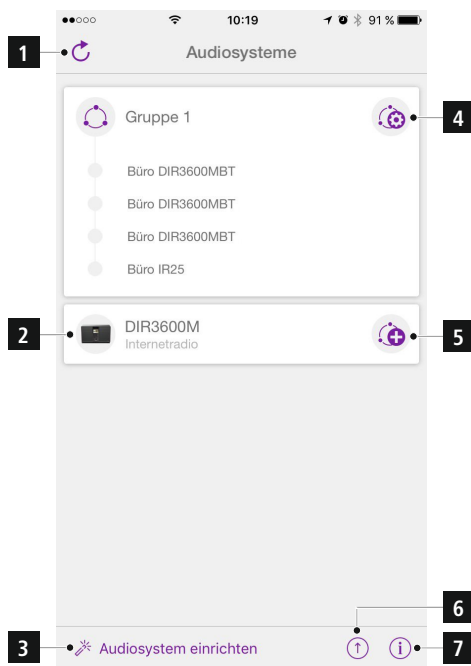 10:19
91 %
1
Audiosysteme
4
Gruppe 1
Büro DIR3600MBT
Büro DIR3600MBT
Büro DIR3600MBT
Büro IR25
2
DIR3600M
5
Internetradio
6
3
Audiosystem einrichten
i
7